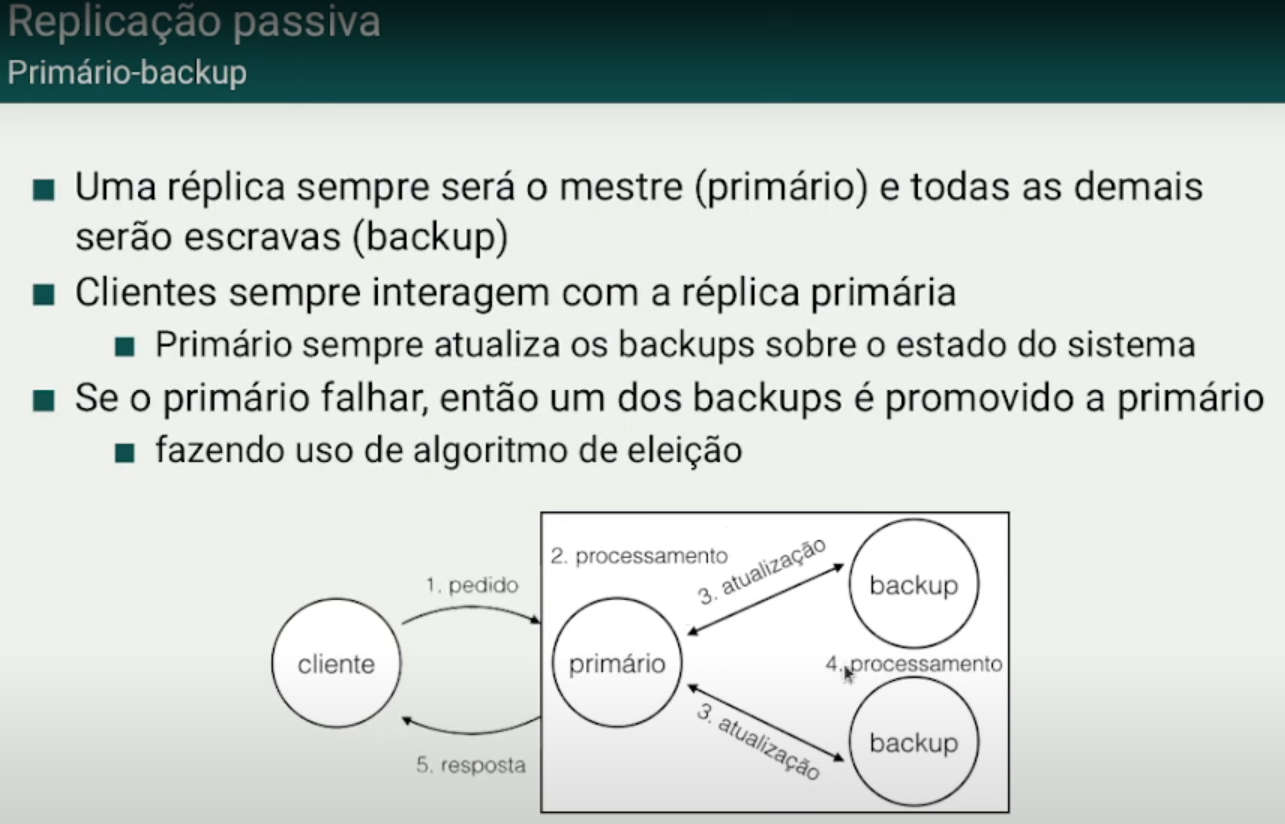 Replicação passiva
Primário-backup
Uma réplica sempre será o mestre (primário) e todas as demais
serão escravas (backup)
Clientes sempre interagem com a réplica primária
Primário sempre atualiza os backups sobre o estado do sistema
Se o primário falhar, então um dos backups é promovido a primário
fazendo uso de algoritmo de eleição
2. processamento
3. atualização
backup
1. pedido
cliente
primário
4. processamento
3. atualização
backup
5. resposta